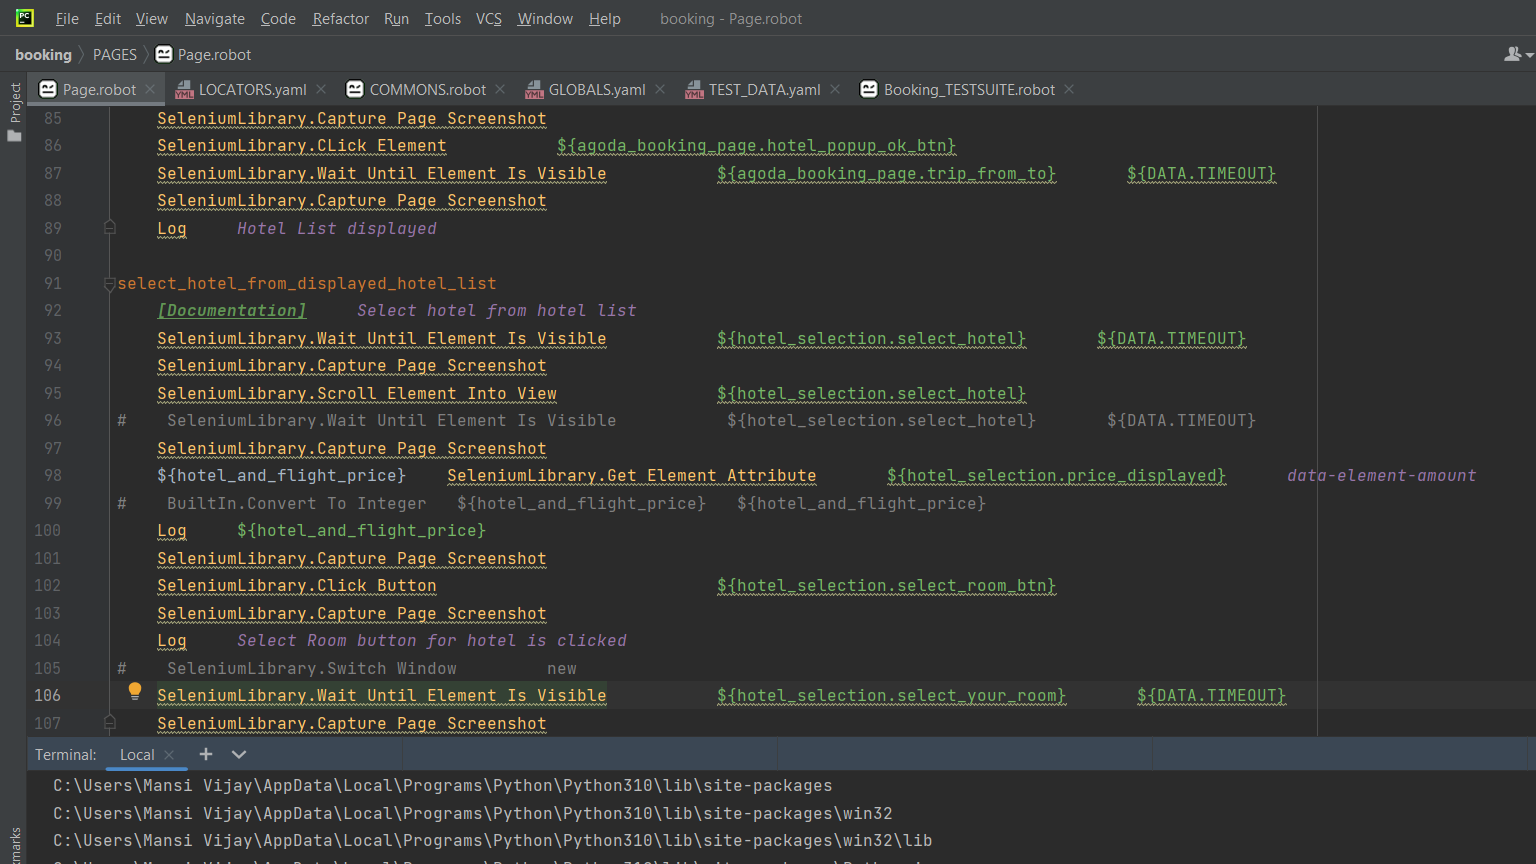 PC File Edit View Navigate Code Refactor Run Tools VCS Window Help booking - Page.robot
booking PAGES Page.robot
Project
Page.robot LOCATORS.yaml COMMONS.robot GLOBALS.yaml TEST_DATA.yaml Booking_TESTSUITE.robot
85 SeleniumLibrary.Capture Page Screenshot
86 SeleniumLibrary.CLick Element ${agoda_booking_page.hotel_popup_ok_btn}
87 SeleniumLibrary.Wait Until Element Is Visible ${agoda_booking_page.trip_from_to} ${DATA.TIMEOUT}
88 SeleniumLibrary.Capture Page Screenshot
89 Log Hotel List displayed
90
91 select_hotel_from_displayed_hotel_list
92 [Documentation] Select hotel from hotel list
93 SeleniumLibrary.Wait Until Element Is Visible ${hotel_selection.select_hotel} ${DATA.TIMEOUT}
94 SeleniumLibrary.Capture Page Screenshot
95 SeleniumLibrary.Scroll Element Into View ${hotel_selection.select_hotel}
96 # SeleniumLibrary.Wait Until Element Is Visible ${hotel_selection.select_hotel} ${DATA.TIMEOUT}
97 SeleniumLibrary.Capture Page Screenshot
98 ${hotel_and_flight_price} SeleniumLibrary.Get Element Attribute ${hotel_selection.price_displayed} data-element-amount
99 # BuiltIn.Convert To Integer ${hotel_and_flight_price} ${hotel_and_flight_price}
100 Log ${hotel_and_flight_price}
101 SeleniumLibrary.Capture Page Screenshot
102 SeleniumLibrary.Click Button ${hotel_selection.select_room_btn}
103 SeleniumLibrary.Capture Page Screenshot
104 Log Select Room button for hotel is clicked
105 # SeleniumLibrary.Switch Window new
106 SeleniumLibrary.Wait Until Element Is Visible ${hotel_selection.select_your_room} ${DATA.TIMEOUT}
107 SeleniumLibrary.Capture Page Screenshot
Terminal: Local
C:\Users\Mansi Vijay\AppData\Local\Programs\Python\Python310\lib\site-packages
C:\Users\Mansi Vijay\AppData\Local\Programs\Python\Python310\lib\site-packages\win32
C:\Users\Mansi Vijay\AppData\Local\Programs\Python\Python310\lib\site-packages\win32\lib